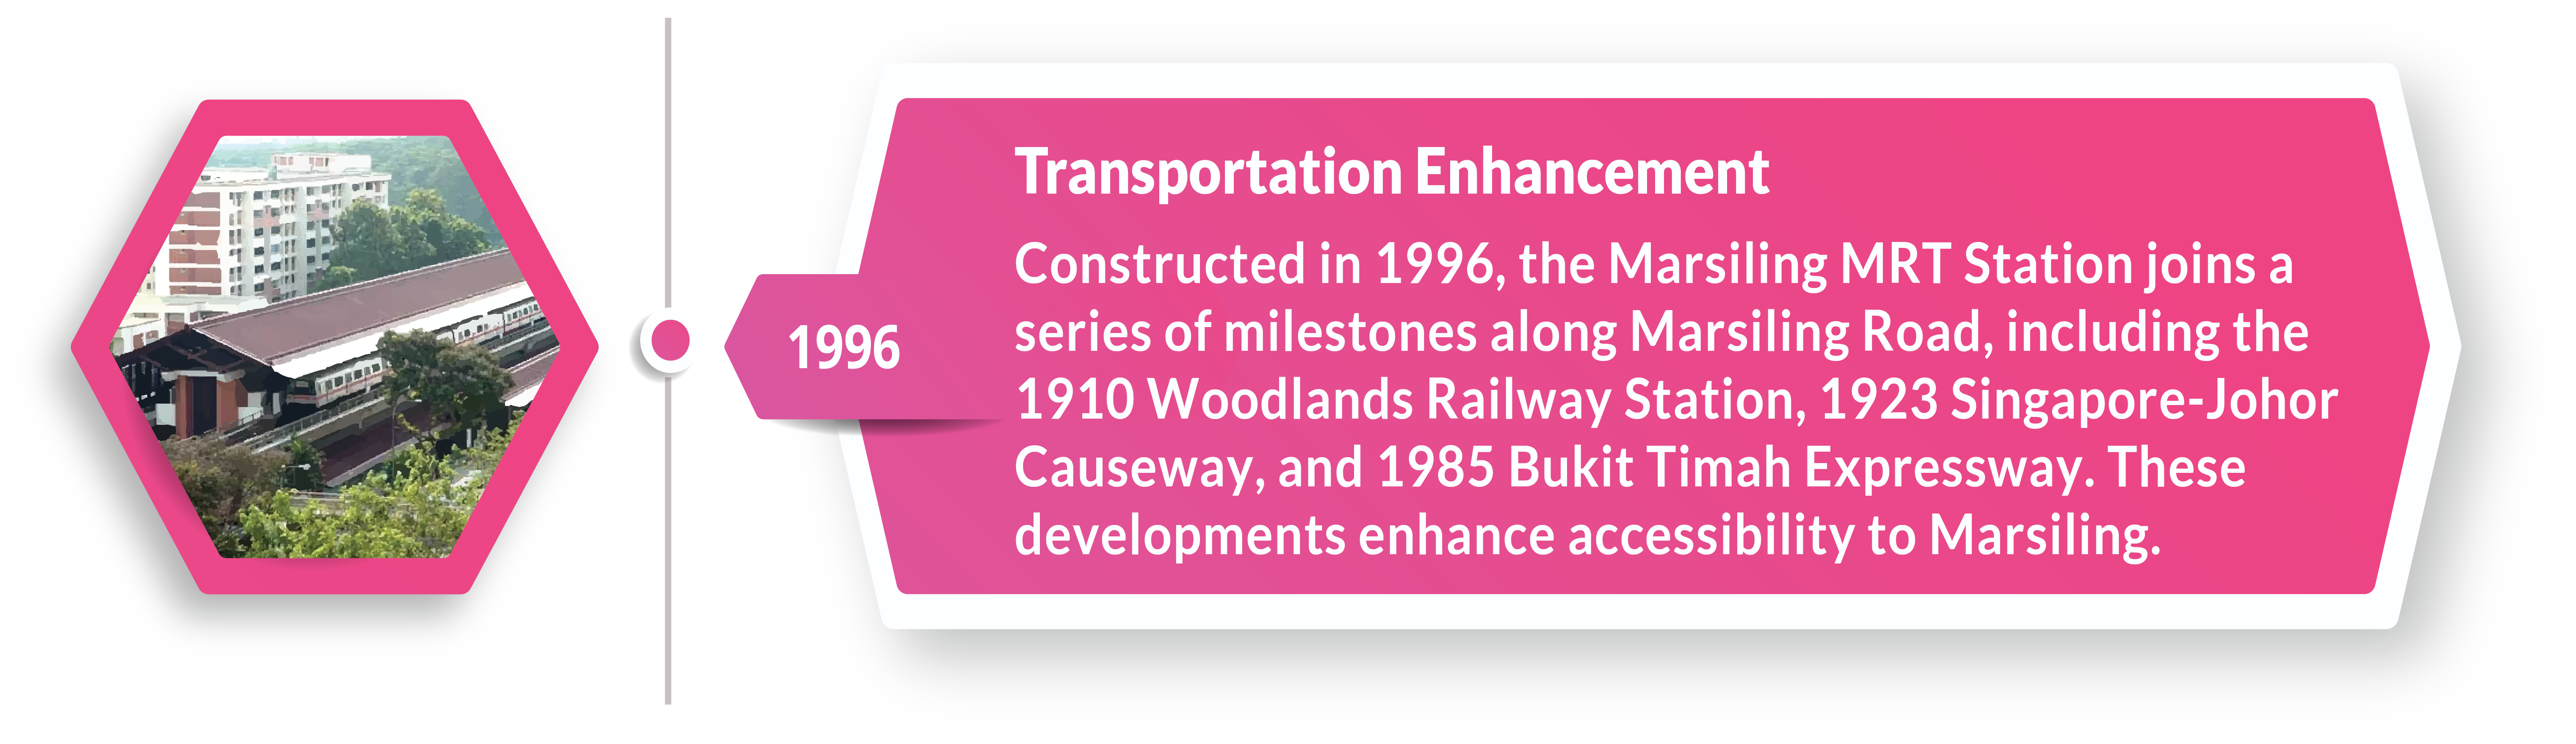 Transportation Enhancement
1996
Constructed in 1996, the Marsiling MRT Station joins a
series of milestones along Marsiling Road, including the
1910 Woodlands Railway Station, 1923 Singapore-Johor
Causeway, and 1985 Bukit Timah Expressway. These
developments enhance accessibility to Marsiling.